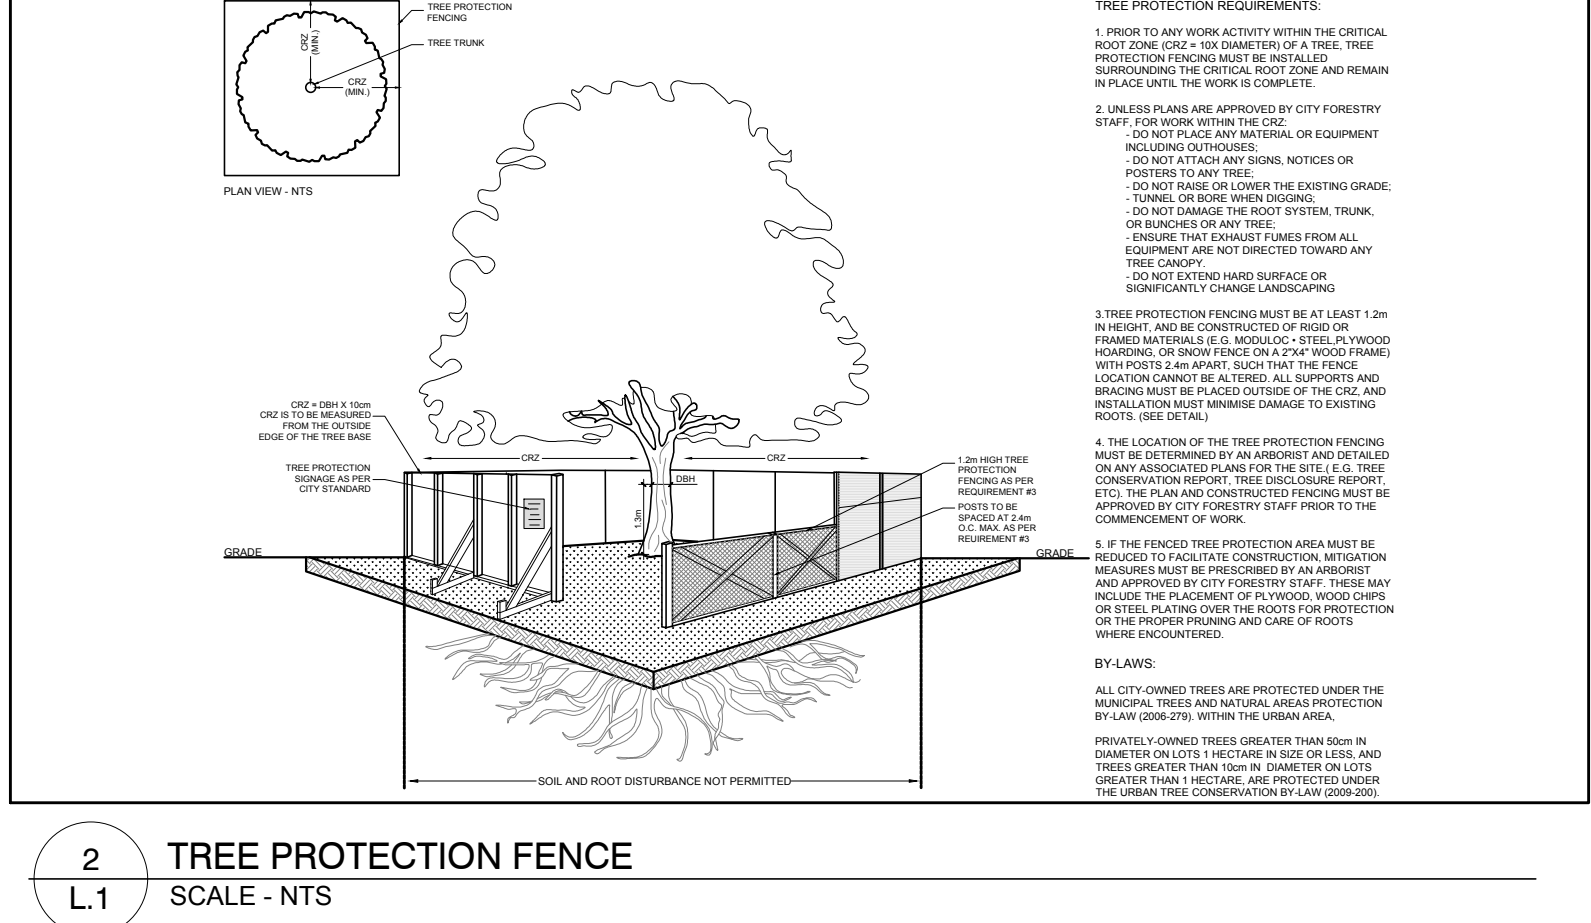 TREE PROTECTION
FENCING
TREE TRUNK
CRZ
(MIN.)
CRZ
(MIN.)
PLAN VIEW - NTS
CRZ = DBH X 10cm
CRZ IS TO BE MEASURED
FROM THE OUTSIDE
EDGE OF THE TREE BASE
TREE PROTECTION
SIGNAGE AS PER
CITY STANDARD
CRZ
CRZ
DBH
1.3m
1.2m HIGH TREE
PROTECTION
FENCING AS PER
REQUIREMENT #3
POSTS TO BE
SPACED AT 2.4m
O.C. MAX. AS PER
REUIREMENT #3
GRADE
GRADE
SOIL AND ROOT DISTURBANCE NOT PERMITTED
TREE PROTECTION REQUIREMENTS:
1. PRIOR TO ANY WORK ACTIVITY WITHIN THE CRITICAL
ROOT ZONE (CRZ = 10X DIAMETER) OF A TREE, TREE
PROTECTION FENCING MUST BE INSTALLED
SURROUNDING THE CRITICAL ROOT ZONE AND REMAIN
IN PLACE UNTIL THE WORK IS COMPLETE.
2. UNLESS PLANS ARE APPROVED BY CITY FORESTRY
STAFF, FOR WORK WITHIN THE CRZ:
- DO NOT PLACE ANY MATERIAL OR EQUIPMENT
INCLUDING OUTHOUSES;
- DO NOT ATTACH ANY SIGNS, NOTICES OR
POSTERS TO ANY TREE;
- DO NOT RAISE OR LOWER THE EXISTING GRADE;
- TUNNEL OR BORE WHEN DIGGING;
- DO NOT DAMAGE THE ROOT SYSTEM, TRUNK,
OR BUNCHES OR ANY TREE;
- ENSURE THAT EXHAUST FUMES FROM ALL
EQUIPMENT ARE NOT DIRECTED TOWARD ANY
TREE CANOPY.
- DO NOT EXTEND HARD SURFACE OR
SIGNIFICANTLY CHANGE LANDSCAPING
3.TREE PROTECTION FENCING MUST BE AT LEAST 1.2m
IN HEIGHT, AND BE CONSTRUCTED OF RIGID OR
FRAMED MATERIALS (E.G. MODULOC • STEEL,PLYWOOD
HOARDING, OR SNOW FENCE ON A 2"X4" WOOD FRAME)
WITH POSTS 2.4m APART, SUCH THAT THE FENCE
LOCATION CANNOT BE ALTERED. ALL SUPPORTS AND
BRACING MUST BE PLACED OUTSIDE OF THE CRZ, AND
INSTALLATION MUST MINIMISE DAMAGE TO EXISTING
ROOTS. (SEE DETAIL)
4. THE LOCATION OF THE TREE PROTECTION FENCING
MUST BE DETERMINED BY AN ARBORIST AND DETAILED
ON ANY ASSOCIATED PLANS FOR THE SITE.( E.G. TREE
CONSERVATION REPORT, TREE DISCLOSURE REPORT,
ETC). THE PLAN AND CONSTRUCTED FENCING MUST BE
APPROVED BY CITY FORESTRY STAFF PRIOR TO THE
COMMENCEMENT OF WORK.
5. IF THE FENCED TREE PROTECTION AREA MUST BE
REDUCED TO FACILITATE CONSTRUCTION, MITIGATION
MEASURES MUST BE PRESCRIBED BY AN ARBORIST
AND APPROVED BY CITY FORESTRY STAFF. THESE MAY
INCLUDE THE PLACEMENT OF PLYWOOD, WOOD CHIPS
OR STEEL PLATING OVER THE ROOTS FOR PROTECTION
OR THE PROPER PRUNING AND CARE OF ROOTS
WHERE ENCOUNTERED.
BY-LAWS:
ALL CITY-OWNED TREES ARE PROTECTED UNDER THE
MUNICIPAL TREES AND NATURAL AREAS PROTECTION
BY-LAW (2006-279). WITHIN THE URBAN AREA,
PRIVATELY-OWNED TREES GREATER THAN 50cm IN
DIAMETER ON LOTS 1 HECTARE IN SIZE OR LESS, AND
TREES GREATER THAN 10cm IN DIAMETER ON LOTS
GREATER THAN 1 HECTARE, ARE PROTECTED UNDER
THE URBAN TREE CONSERVATION BY-LAW (2009-200).
2
L.1
TREE PROTECTION FENCE
SCALE - NTS